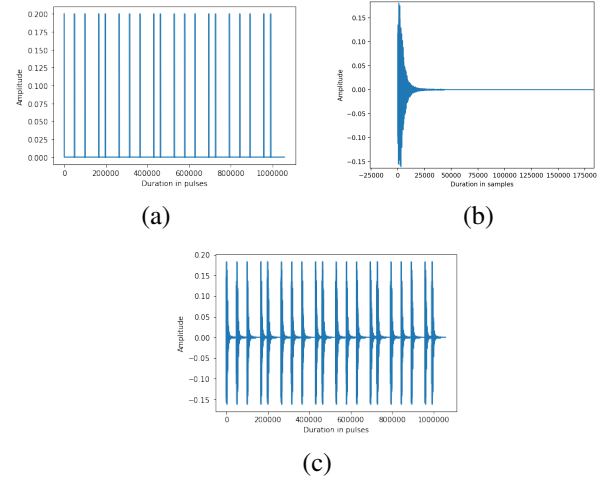 0.200
0.175
0.150
0.125
0.100
0.075
0.050
0.025
0.000
Amplitude
0 200000 400000 600000 800000 1000000
Duration in pulses
(a)
0.15
0.10
0.05
0.00
−0.05
−0.10
−0.15
Amplitude
−25000 0 25000 50000 75000 100000 125000 150000 175000
Duration in samples
(b)
0.20
0.15
0.10
0.05
0.00
−0.05
−0.10
−0.15
Amplitude
0 200000 400000 600000 800000 1000000
Duration in pulses
(c)